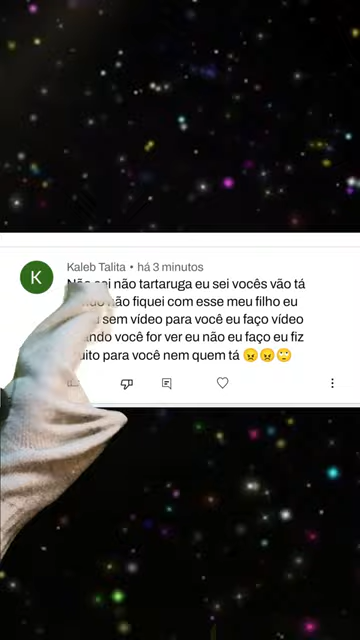 K
Kaleb Talita • há 3 minutos
Não sei não tartaruga eu sei vocês vão tá
não fiquei com esse meu filho eu
sem vídeo para você eu faço vídeo
você for ver eu não eu faço eu fiz
para você nem quem tá 😠😠🙄